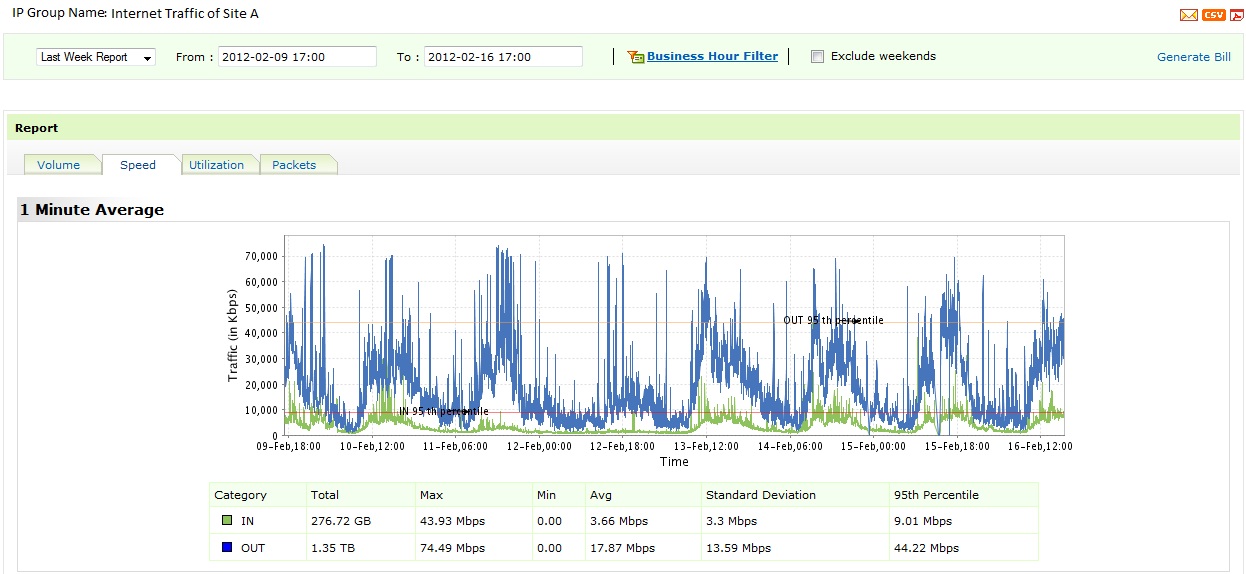 IP Group Name: Internet Traffic of Site A
CSV
Last Week Report From : 2012-02-09 17:00 To : 2012-02-16 17:00 Business Hour Filter Exclude weekends Generate Bill
Report
Volume Speed Utilization Packets
1 Minute Average
Traffic (in Kbps)
70,000
60,000
50,000
OUT 95 th percentile
40,000
30,000
20,000
10,000
IN 95 th percentile
0
09-Feb,18:00 10-Feb,12:00 11-Feb,06:00 12-Feb,00:00 12-Feb,18:00 13-Feb,12:00 14-Feb,06:00 15-Feb,00:00 15-Feb,18:00 16-Feb,12:00
Time
Category Total Max Min Avg Standard Deviation 95th Percentile
IN 276.72 GB 43.93 Mbps 0.00 3.66 Mbps 3.3 Mbps 9.01 Mbps
OUT 1.35 TB 74.49 Mbps 0.00 17.87 Mbps 13.59 Mbps 44.22 Mbps